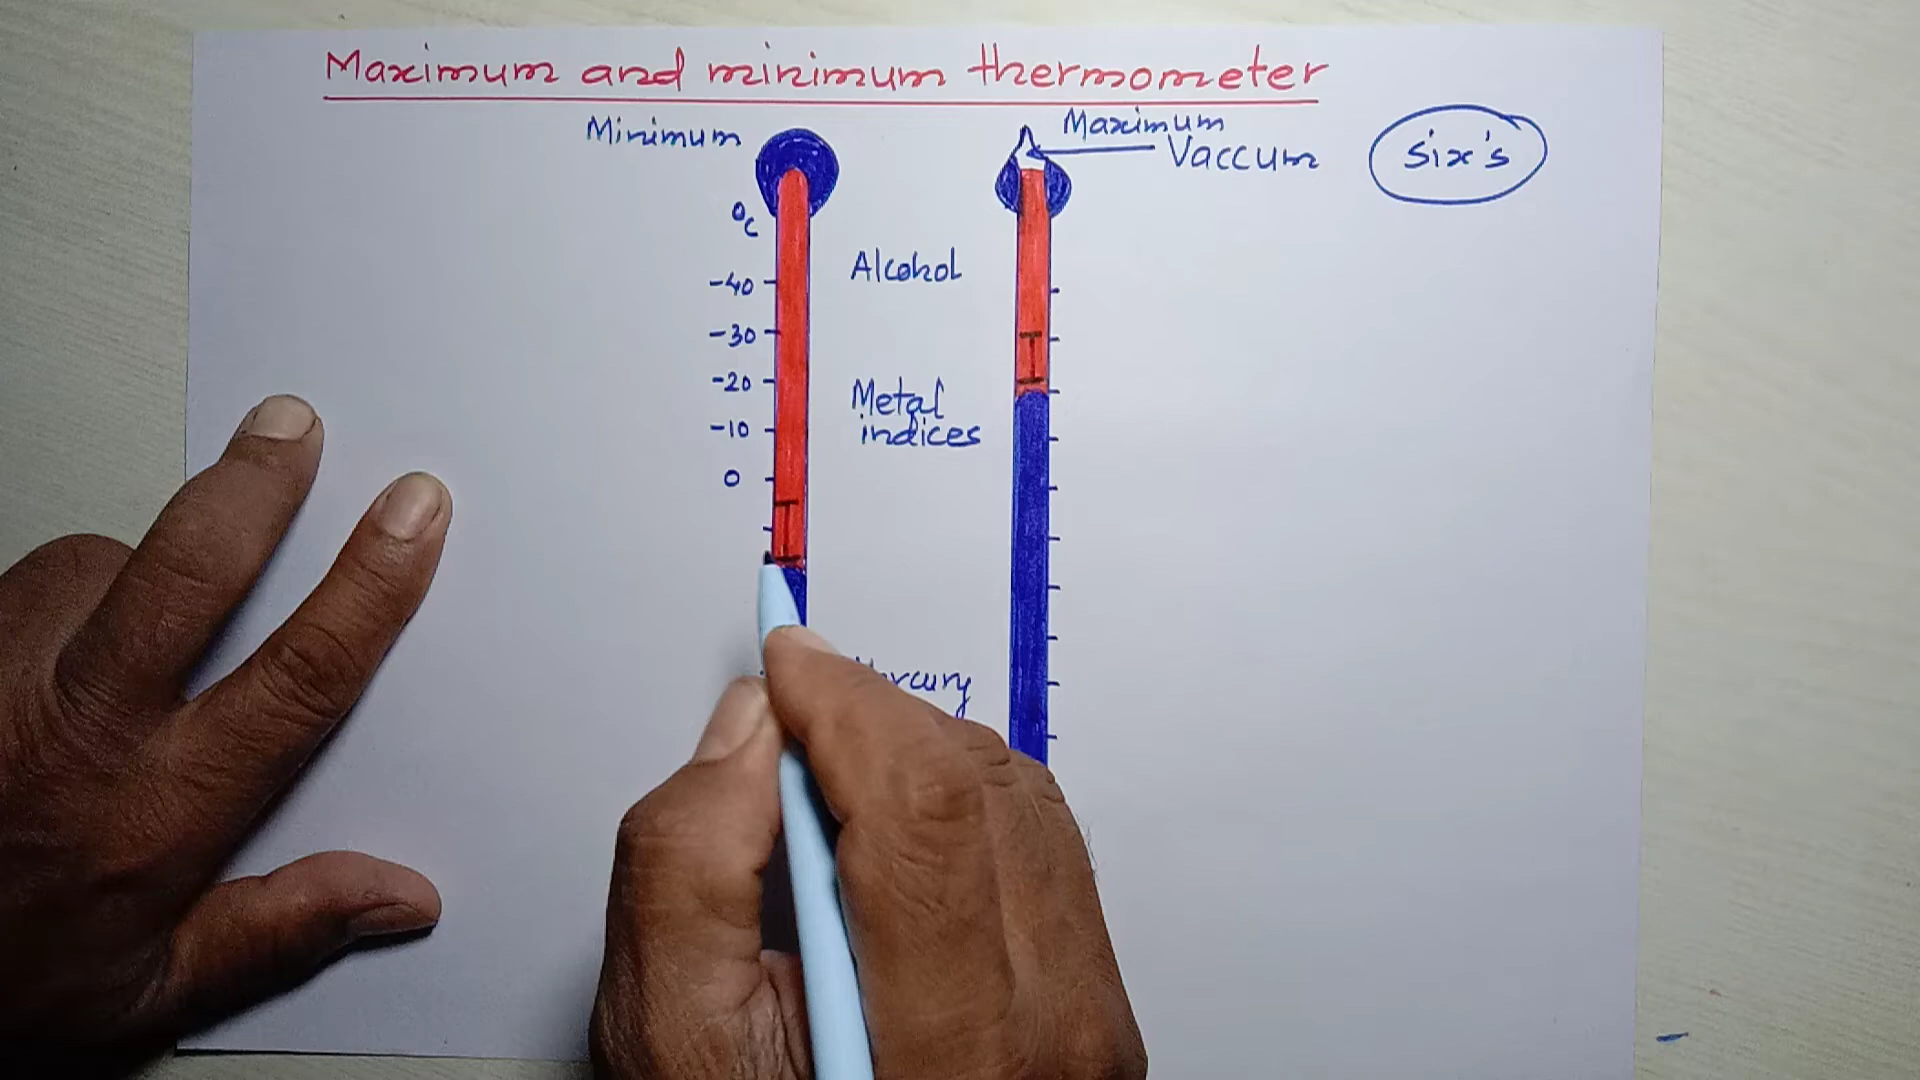 Maximum and minimum thermometer
Minimum
Maximum
Vaccum
Six's
°C
Alcohol
-40
-30
-20
Metal
indices
-10
0